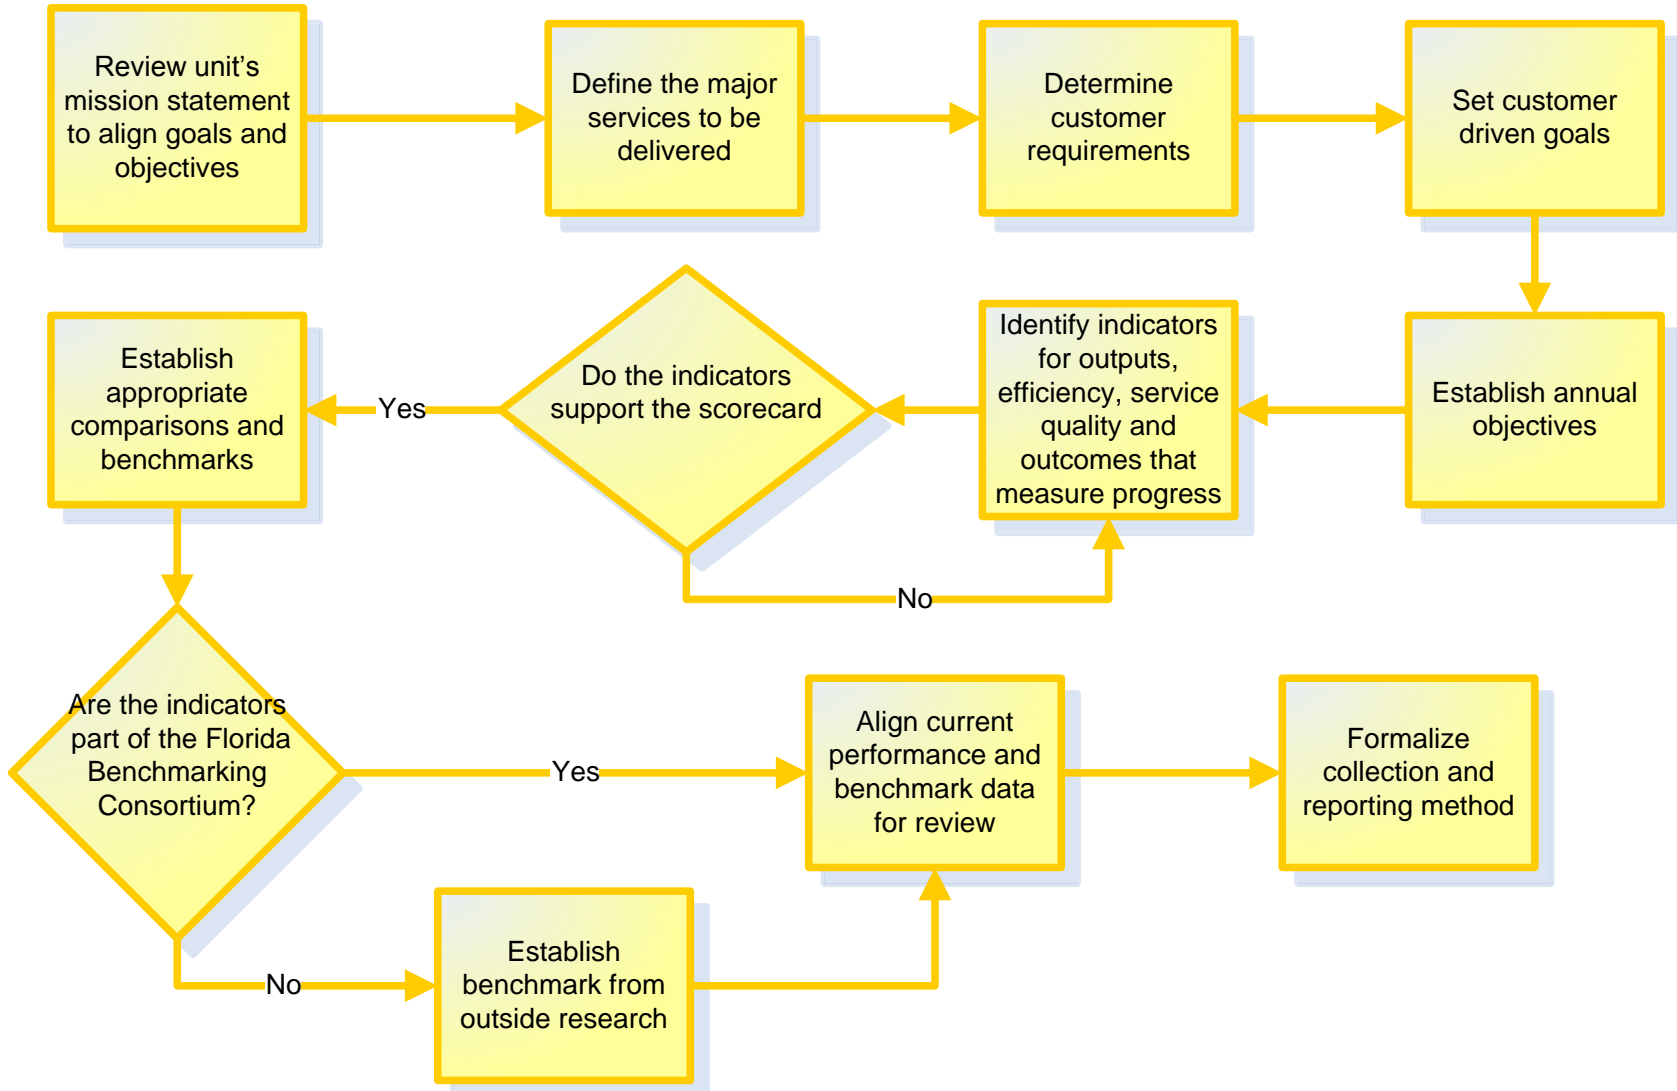 Review unit's
mission statement
to align goals and
objectives
Define the major
services to be
delivered
Determine
customer
requirements
Set customer
driven goals
Establish annual
objectives
Identify indicators
for outputs,
efficiency, service
quality and
outcomes that
measure progress
Do the indicators
support the scorecard
Yes
No
Establish
appropriate
comparisons and
benchmarks
Are the indicators
part of the Florida
Benchmarking
Consortium?
Yes
No
Establish
benchmark from
outside research
Align current
performance and
benchmark data
for review
Formalize
collection and
reporting method